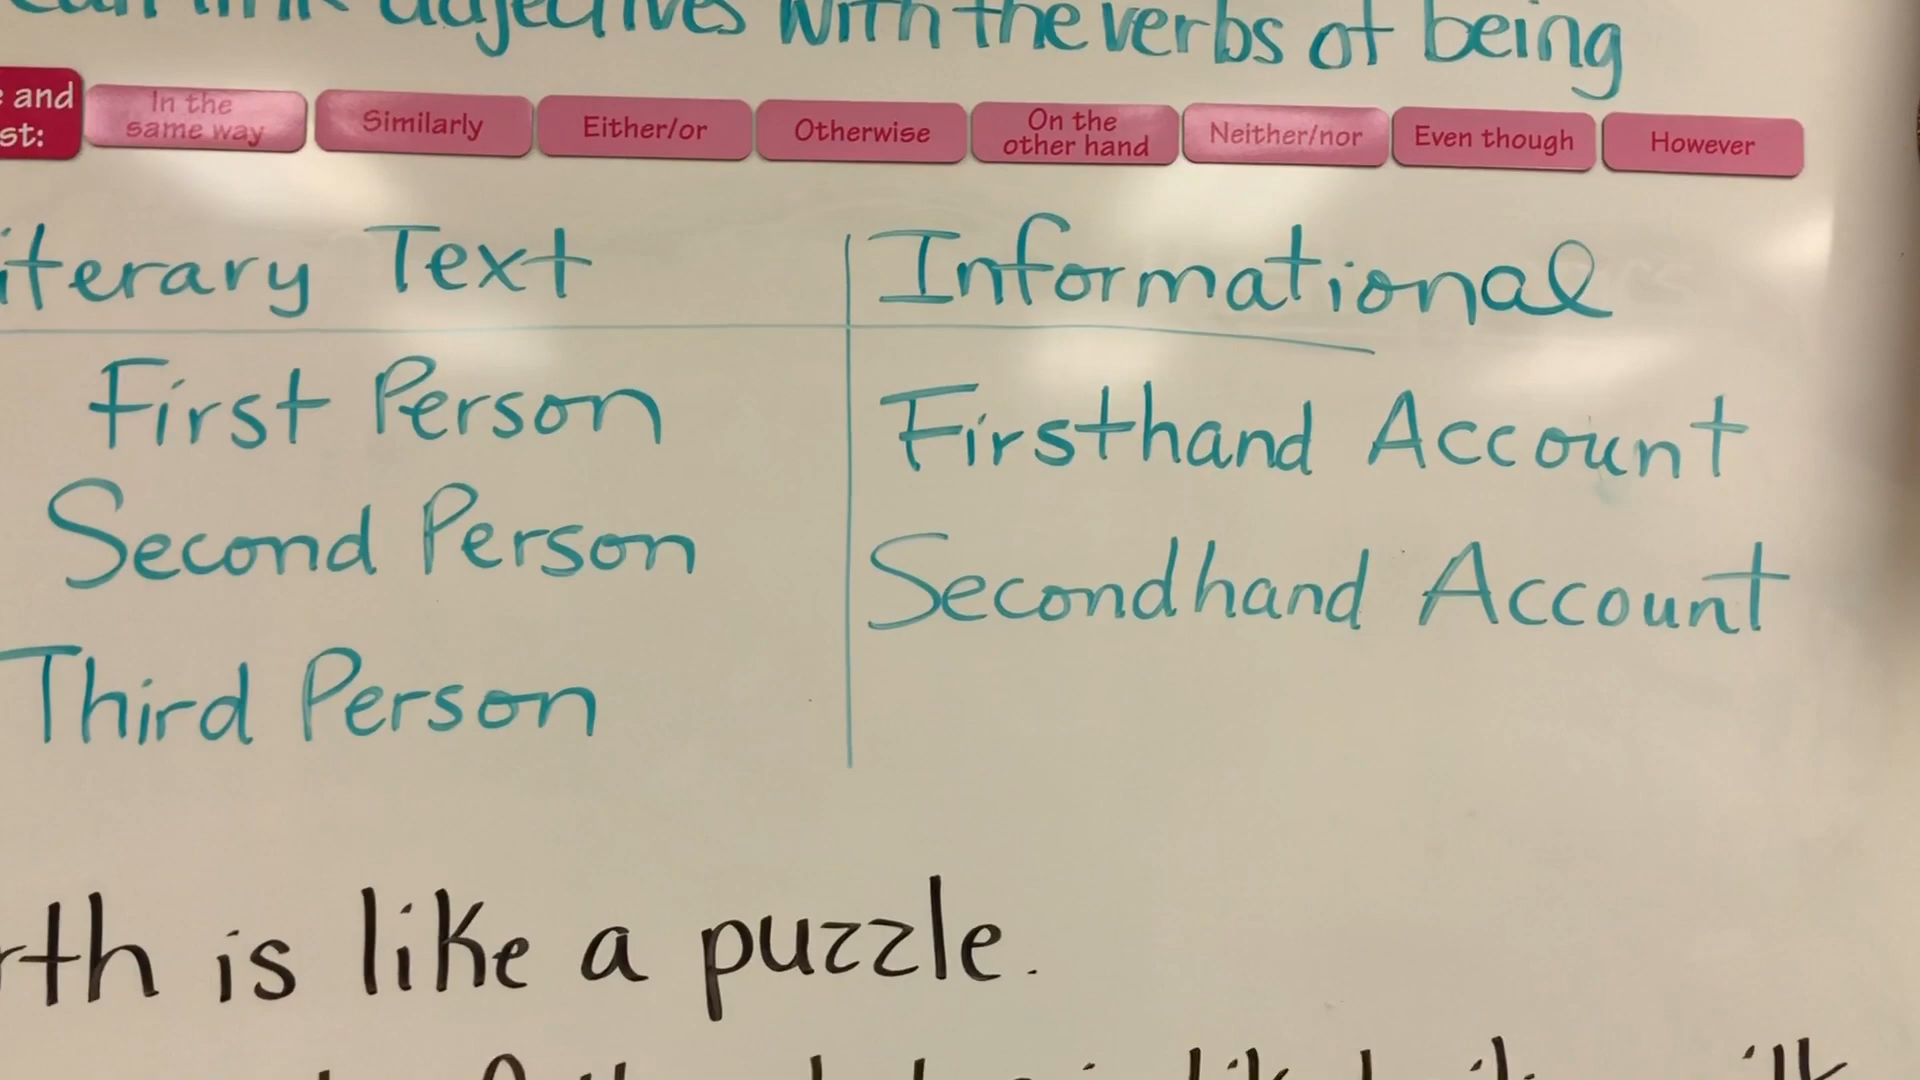 link adjectives with the verbs of being
and
st:
In the
same way
Similarly
Either/or
Otherwise
On the
other hand
Neither/nor
Even though
However
iterary Text
Informational
First Person
Firsthand Account
Second Person
Secondhand Account
Third Person
rth is like a puzzle.